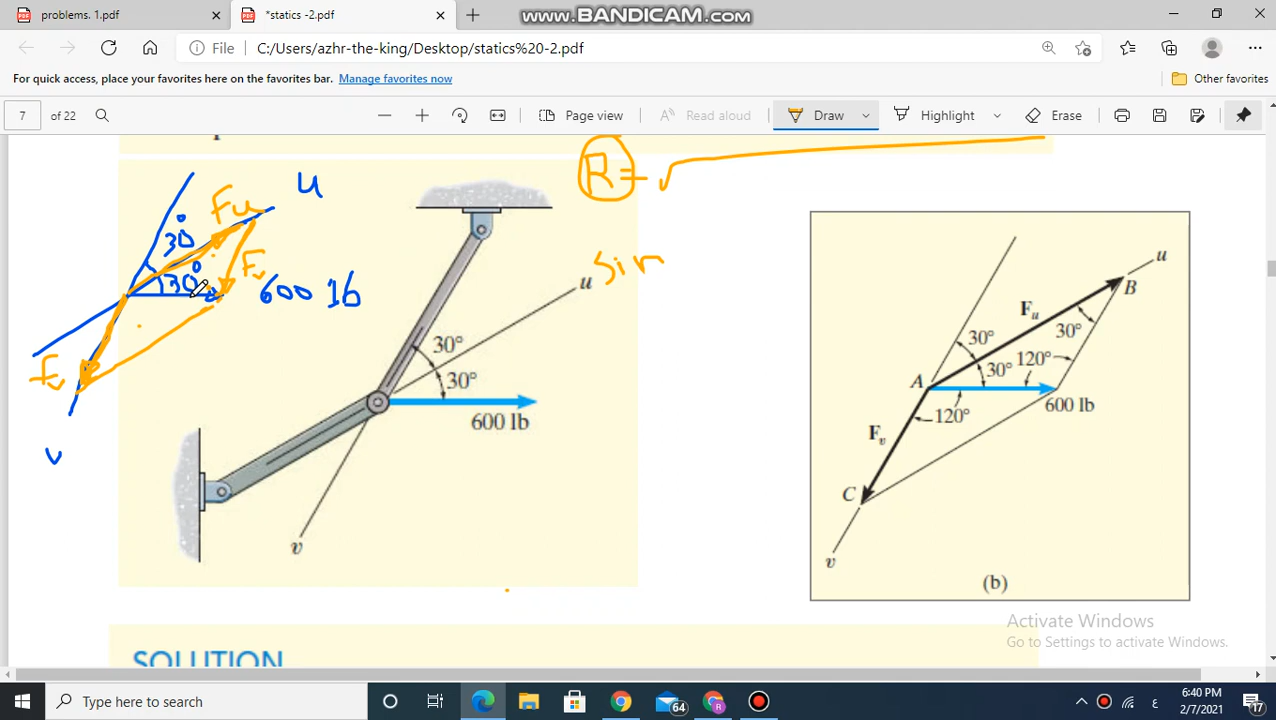 problems. 1.pdf
*statics -2.pdf
www.BANDICAM.com
File
C:/Users/azhr-the-king/Desktop/statics%20-2.pdf
For quick access, place your favorites here on the favorites bar. Manage favorites now
Other favorites
7
of 22
Page view
Read aloud
Draw
Highlight
Erase
R = √
u
Fu
30°
30°
Fv
600 lb
Fv
v
sin
u
30°
30°
600 lb
v
u
B
Fu
30°
30°
30°
120°
A
120°
600 lb
Fv
C
v
(b)
Activate Windows
Go to Settings to activate Windows.
SOLUTION
Type here to search
64
R
ع
6:40 PM
2/7/2021
17